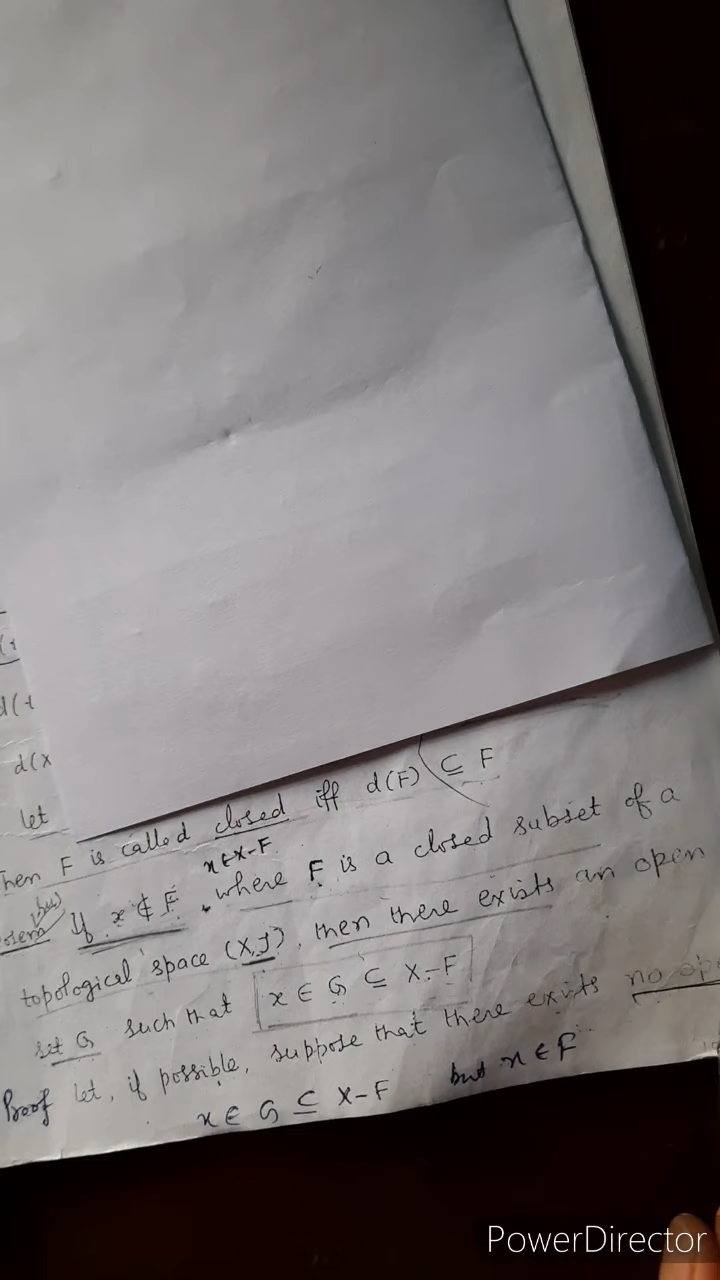 d(x
let
Then F is called closed iff d(F) ⊆ F
x ∈ X-F
If x ∉ F, where F is a closed subset of a
topological space (X,J), then there exists an open
set G such that x ∈ G ⊆ X-F
Proof let, if possible, suppose that there exists no
x ∈ G ⊆ X-F but x ∈ F
PowerDirector